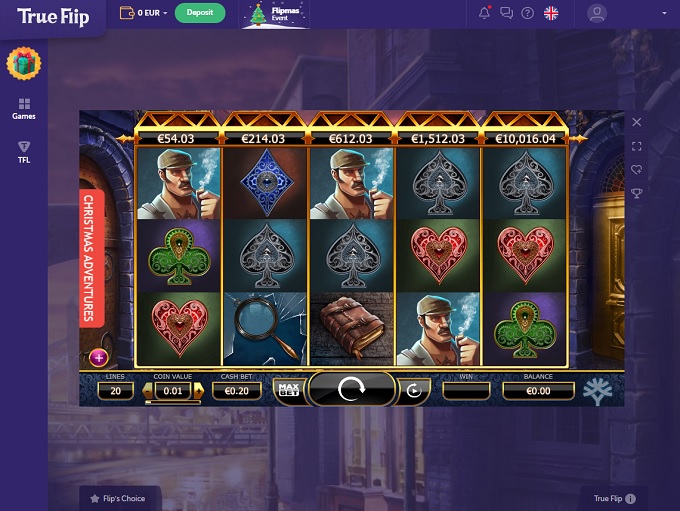 True Flip
0 EUR
Deposit
Flipmas
Event
Games
TFL
€54.03
€214.03
€612.03
€1,512.03
€10,016.04
CHRISTMAS ADVENTURES
LINES
COIN VALUE
CASH BET
WIN
BALANCE
20
0.01
€0.20
MAX
BET
€0.00
Flip's Choice
True Flip